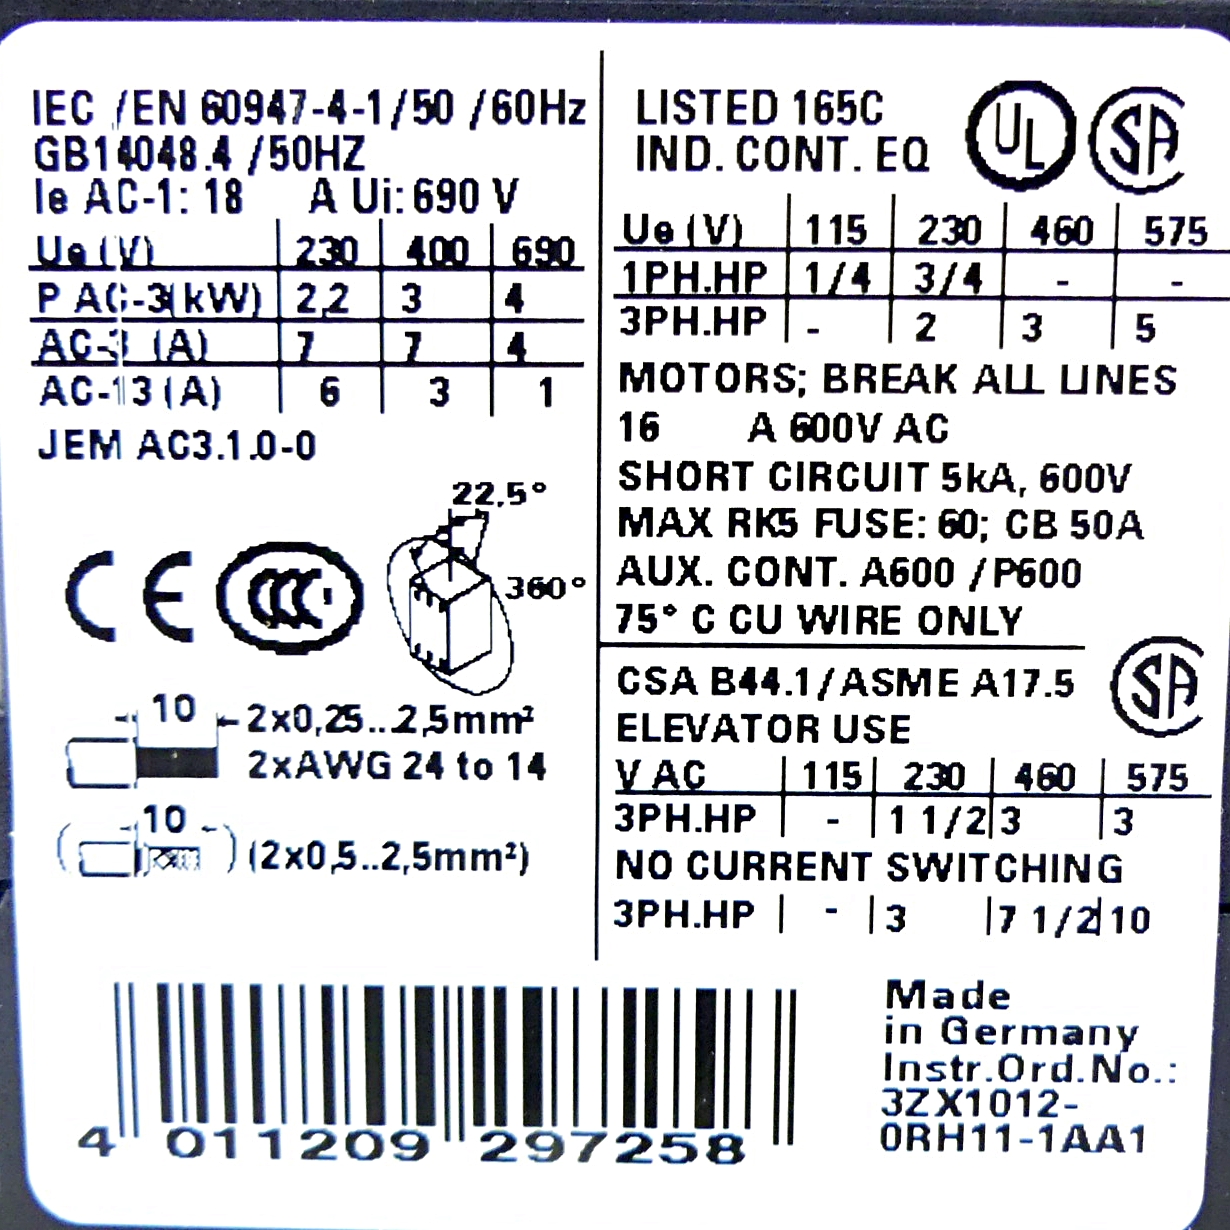 IEC /EN 60947-4-1/50 /60Hz
GB14048.4 /50HZ
Ie AC-1: 18 A Ui: 690 V
Ue (V) 230 400 690
P AC-3(kW) 2,2 3 4
AC-3 (A) 7 7 4
AC-13 (A) 6 3 1
JEM AC3.1.0-0
22,5°
360°
CE CCC
10 2x0,25...2,5mm²
2xAWG 24 to 14
10 (2x0,5..2,5mm²)
LISTED 165C UL SA
IND. CONT. EQ
Ue (V) 115 230 460 575
1PH.HP 1/4 3/4 - -
3PH.HP - 2 3 5
MOTORS; BREAK ALL LINES
16 A 600V AC
SHORT CIRCUIT 5kA, 600V
MAX RK5 FUSE: 60; CB 50A
AUX. CONT. A600 /P600
75° C CU WIRE ONLY
CSA B44.1/ASME A17.5 SA
ELEVATOR USE
V AC 115 230 460 575
3PH.HP - 1 1/2 3 3
NO CURRENT SWITCHING
3PH.HP - 3 7 1/2 10
4 011209 297258
Made
in Germany
Instr.Ord.No.:
3ZX1012-
0RH11-1AA1